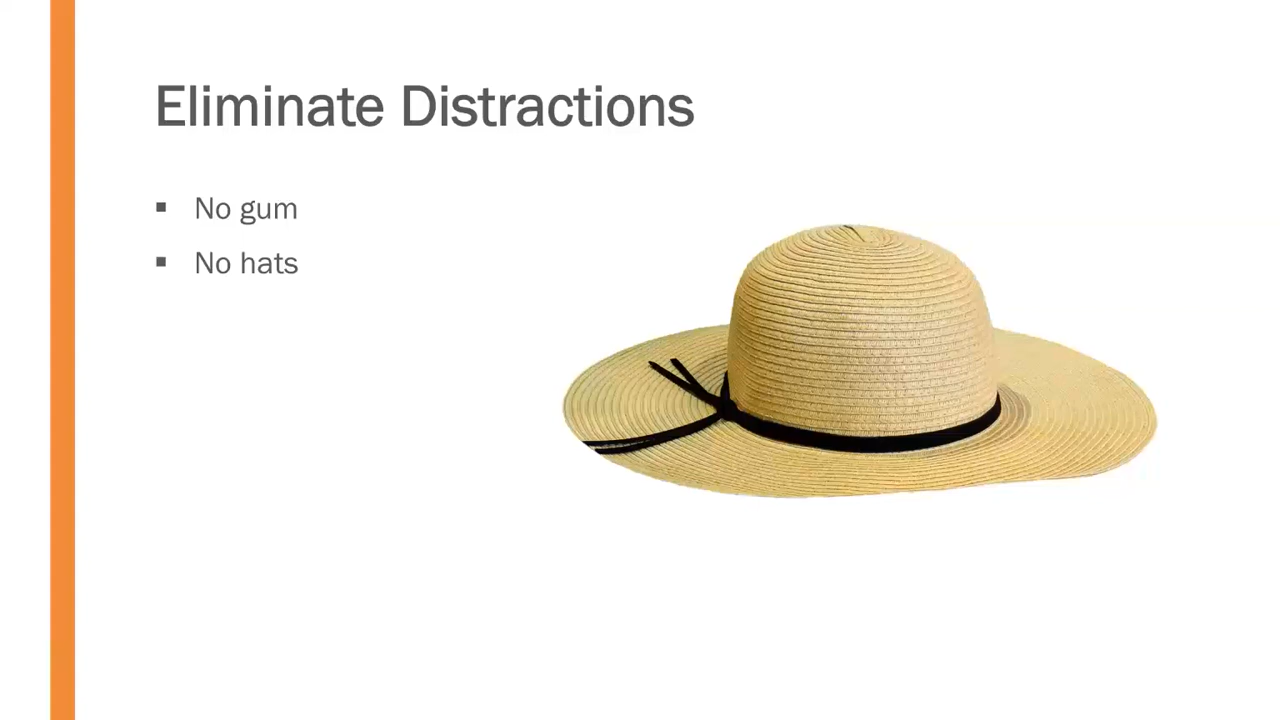 Eliminate Distractions
▪ No gum
▪ No hats